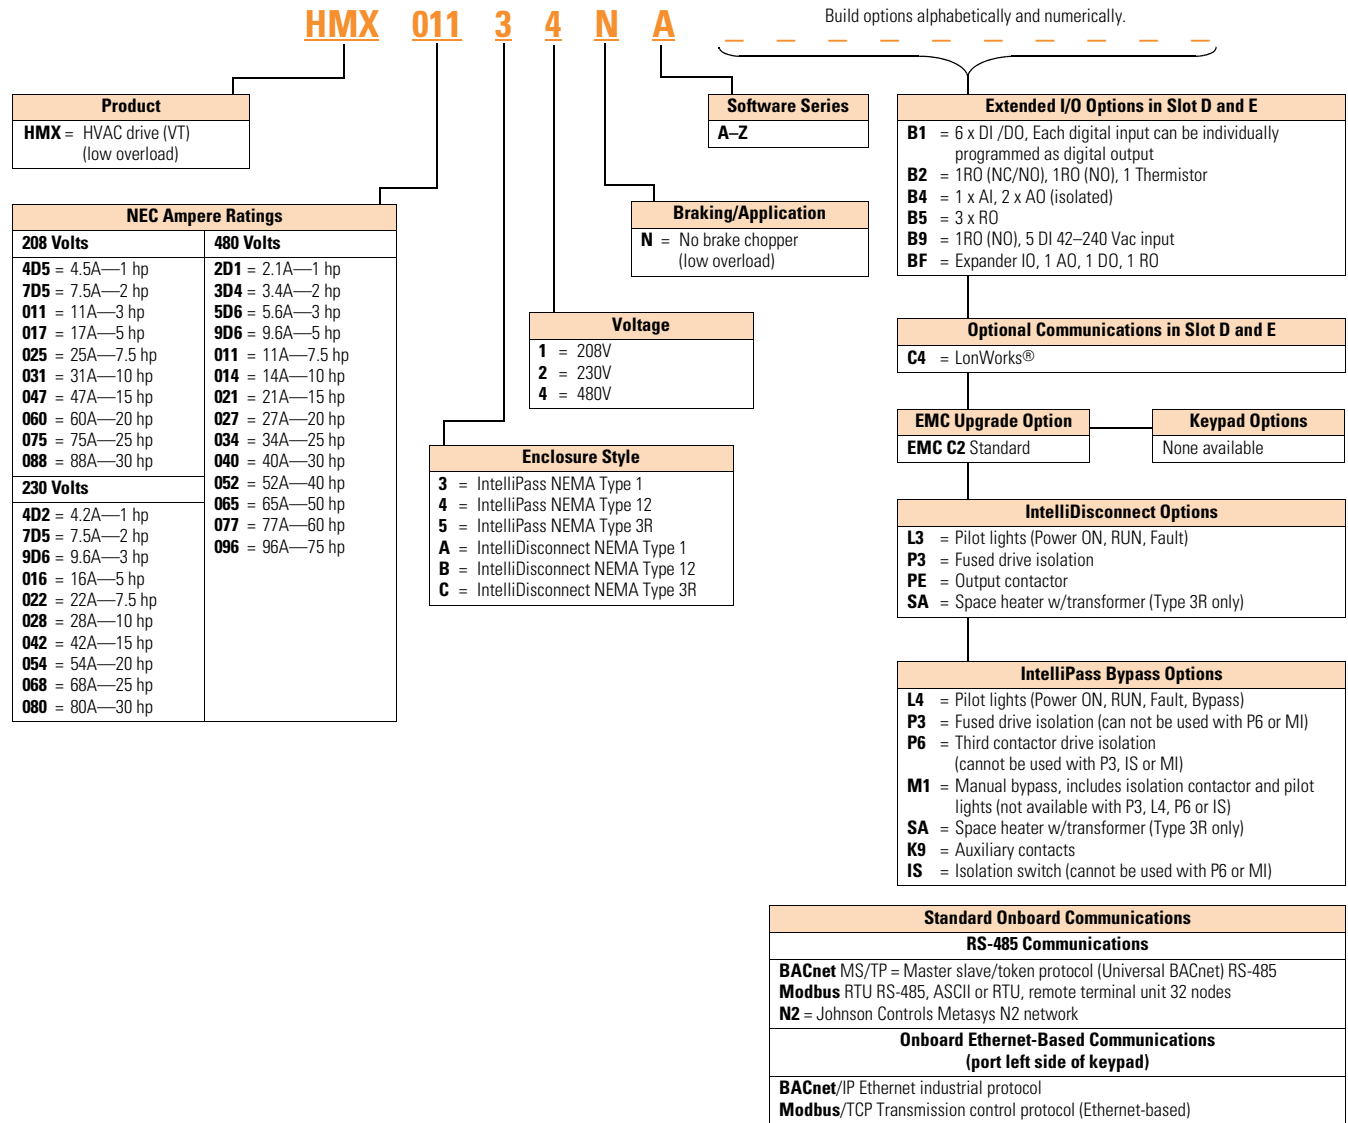 HMX 011 3 4 N A
Build options alphabetically and numerically.
Product
HMX = HVAC drive (VT)
(low overload)
Software Series
A–Z
Extended I/O Options in Slot D and E
B1 = 6 x DI /DO, Each digital input can be individually
programmed as digital output
B2 = 1RO (NC/NO), 1RO (NO), 1 Thermistor
B4 = 1 x AI, 2 x AO (isolated)
B5 = 3 x RO
B9 = 1RO (NO), 5 DI 42–240 Vac input
BF = Expander IO, 1 AO, 1 DO, 1 RO
NEC Ampere Ratings
208 Volts
4D5 = 4.5A—1 hp
7D5 = 7.5A—2 hp
011 = 11A—3 hp
017 = 17A—5 hp
025 = 25A—7.5 hp
031 = 31A—10 hp
047 = 47A—15 hp
060 = 60A—20 hp
075 = 75A—25 hp
088 = 88A—30 hp
230 Volts
4D2 = 4.2A—1 hp
7D5 = 7.5A—2 hp
9D6 = 9.6A—3 hp
016 = 16A—5 hp
022 = 22A—7.5 hp
028 = 28A—10 hp
042 = 42A—15 hp
054 = 54A—20 hp
068 = 68A—25 hp
080 = 80A—30 hp
480 Volts
2D1 = 2.1A—1 hp
3D4 = 3.4A—2 hp
5D6 = 5.6A—3 hp
9D6 = 9.6A—5 hp
011 = 11A—7.5 hp
014 = 14A—10 hp
021 = 21A—15 hp
027 = 27A—20 hp
034 = 34A—25 hp
040 = 40A—30 hp
052 = 52A—40 hp
065 = 65A—50 hp
077 = 77A—60 hp
096 = 96A—75 hp
Braking/Application
N = No brake chopper
(low overload)
Voltage
1 = 208V
2 = 230V
4 = 480V
Enclosure Style
3 = IntelliPass NEMA Type 1
4 = IntelliPass NEMA Type 12
5 = IntelliPass NEMA Type 3R
A = IntelliDisconnect NEMA Type 1
B = IntelliDisconnect NEMA Type 12
C = IntelliDisconnect NEMA Type 3R
Optional Communications in Slot D and E
C4 = LonWorks®
EMC Upgrade Option
EMC C2 Standard
Keypad Options
None available
IntelliDisconnect Options
L3 = Pilot lights (Power ON, RUN, Fault)
P3 = Fused drive isolation
PE = Output contactor
SA = Space heater w/transformer (Type 3R only)
IntelliPass Bypass Options
L4 = Pilot lights (Power ON, RUN, Fault, Bypass)
P3 = Fused drive isolation (can not be used with P6 or MI)
P6 = Third contactor drive isolation
(cannot be used with P3, IS or MI)
M1 = Manual bypass, includes isolation contactor and pilot
lights (not available with P3, L4, P6 or IS)
SA = Space heater w/transformer (Type 3R only)
K9 = Auxiliary contacts
IS = Isolation switch (cannot be used with P6 or MI)
Standard Onboard Communications
RS-485 Communications
BACnet MS/TP = Master slave/token protocol (Universal BACnet) RS-485
Modbus RTU RS-485, ASCII or RTU, remote terminal unit 32 nodes
N2 = Johnson Controls Metasys N2 network
Onboard Ethernet-Based Communications
(port left side of keypad)
BACnet/IP Ethernet industrial protocol
Modbus/TCP Transmission control protocol (Ethernet-based)